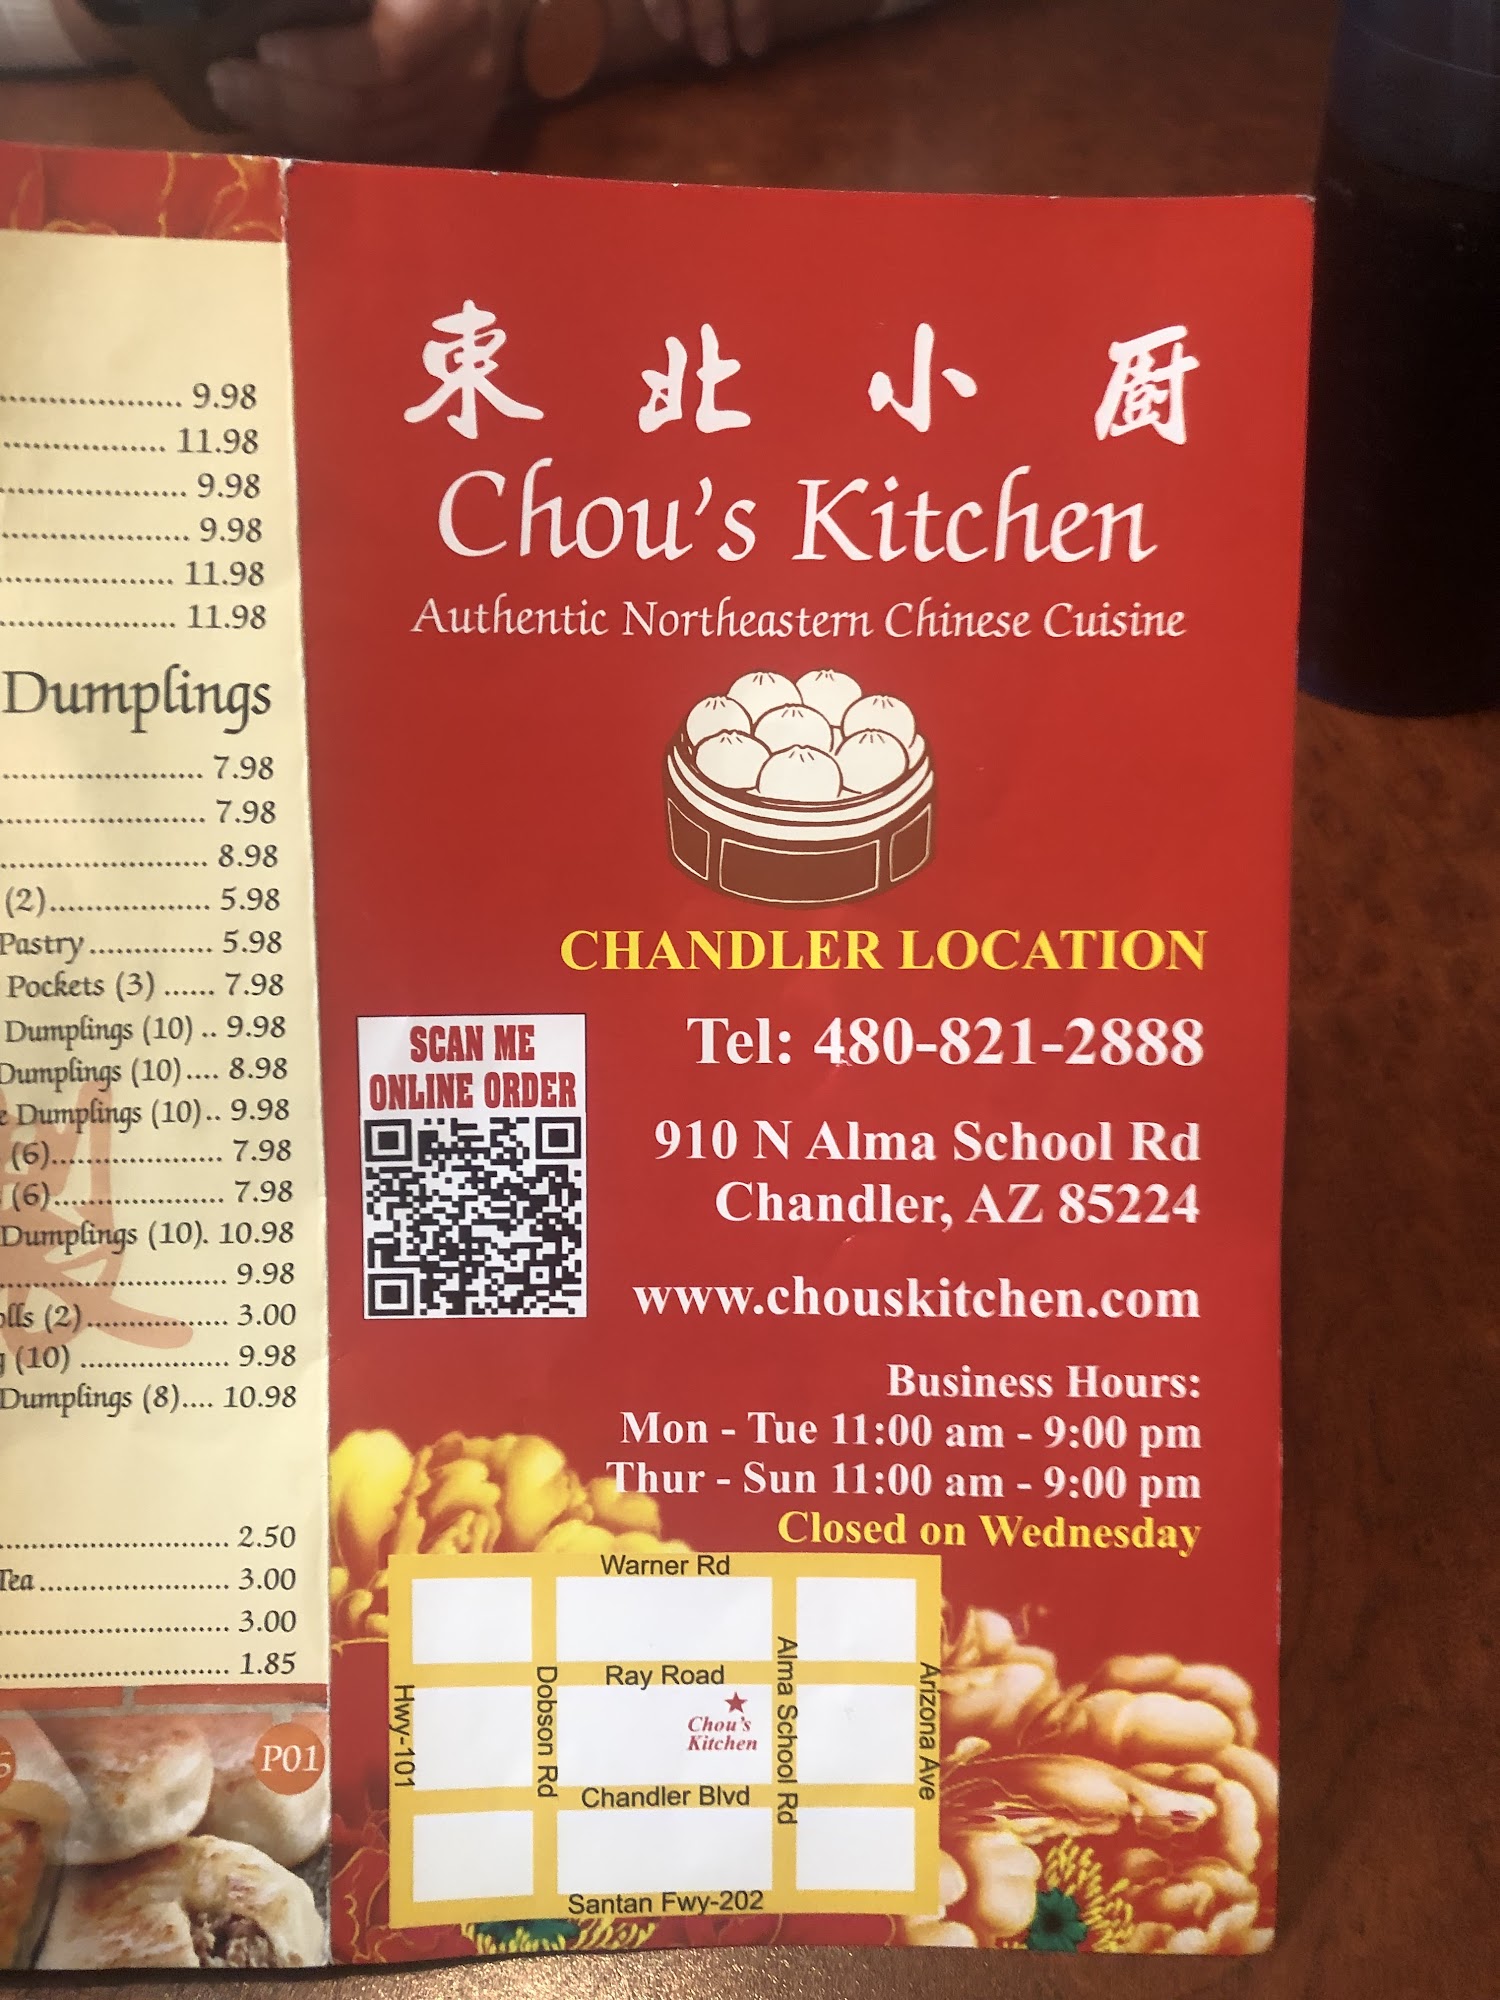 9.98
11.98
9.98
9.98
11.98
11.98
Dumplings
7.98
7.98
8.98
(2) 5.98
Pastry 5.98
Pockets (3) 7.98
Dumplings (10) 9.98
Dumplings (10) 8.98
Dumplings (10) 9.98
(6) 7.98
(6) 7.98
Dumplings (10) 10.98
9.98
(2) 3.00
(10) 9.98
Dumplings (8) 10.98
2.50
Tea 3.00
3.00
1.85
P01
東北小厨
Chou's Kitchen
Authentic Northeastern Chinese Cuisine
CHANDLER LOCATION
Tel: 480-821-2888
SCAN ME
ONLINE ORDER
910 N Alma School Rd
Chandler, AZ 85224
www.chouskitchen.com
Business Hours:
Mon - Tue 11:00 am - 9:00 pm
Thur - Sun 11:00 am - 9:00 pm
Closed on Wednesday
Warner Rd
Ray Road
Chou's
Kitchen
Hwy-101
Dobson Rd
Alma School Rd
Arizona Ave
Chandler Blvd
Santan Fwy-202